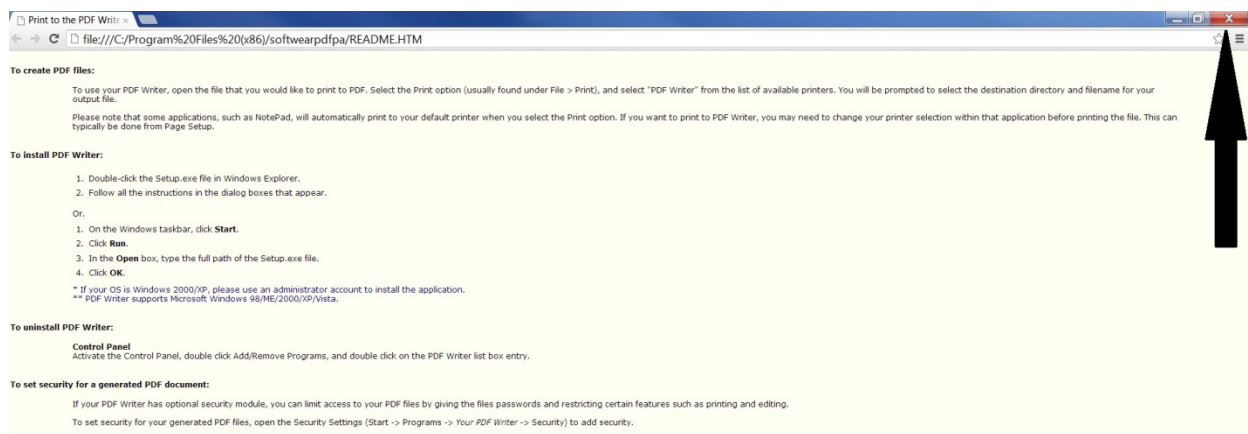 Print to the PDF Write
file:///C:/Program%20Files%20(x86)/softwearpdfpa/README.HTM
To create PDF files:
To use your PDF Writer, open the file that you would like to print to PDF. Select the Print option (usually found under File > Print), and select "PDF Writer" from the list of available printers. You will be prompted to select the destination directory and filename for your
output file.
Please note that some applications, such as NotePad, will automatically print to your default printer when you select the Print option. If you want to print to PDF Writer, you may need to change your printer selection within that application before printing the file. This can
typically be done from Page Setup.
To install PDF Writer:
1. Double-click the Setup.exe file in Windows Explorer.
2. Follow all the instructions in the dialog boxes that appear.
Or.
1. On the Windows taskbar, click Start.
2. Click Run.
3. In the Open box, type the full path of the Setup.exe file.
4. Click OK.
* If your OS is Windows 2000/XP, please use an administrator account to install the application.
** PDF Writer supports Microsoft Windows 98/ME/2000/XP/Vista.
To uninstall PDF Writer:
Control Panel
Activate the Control Panel, double click Add/Remove Programs, and double click on the PDF Writer list box entry.
To set security for a generated PDF document:
If your PDF Writer has optional security module, you can limit access to your PDF files by giving the files passwords and restricting certain features such as printing and editing.
To set security for your generated PDF files, open the Security Settings (Start -> Programs -> Your PDF Writer -> Security) to add security.